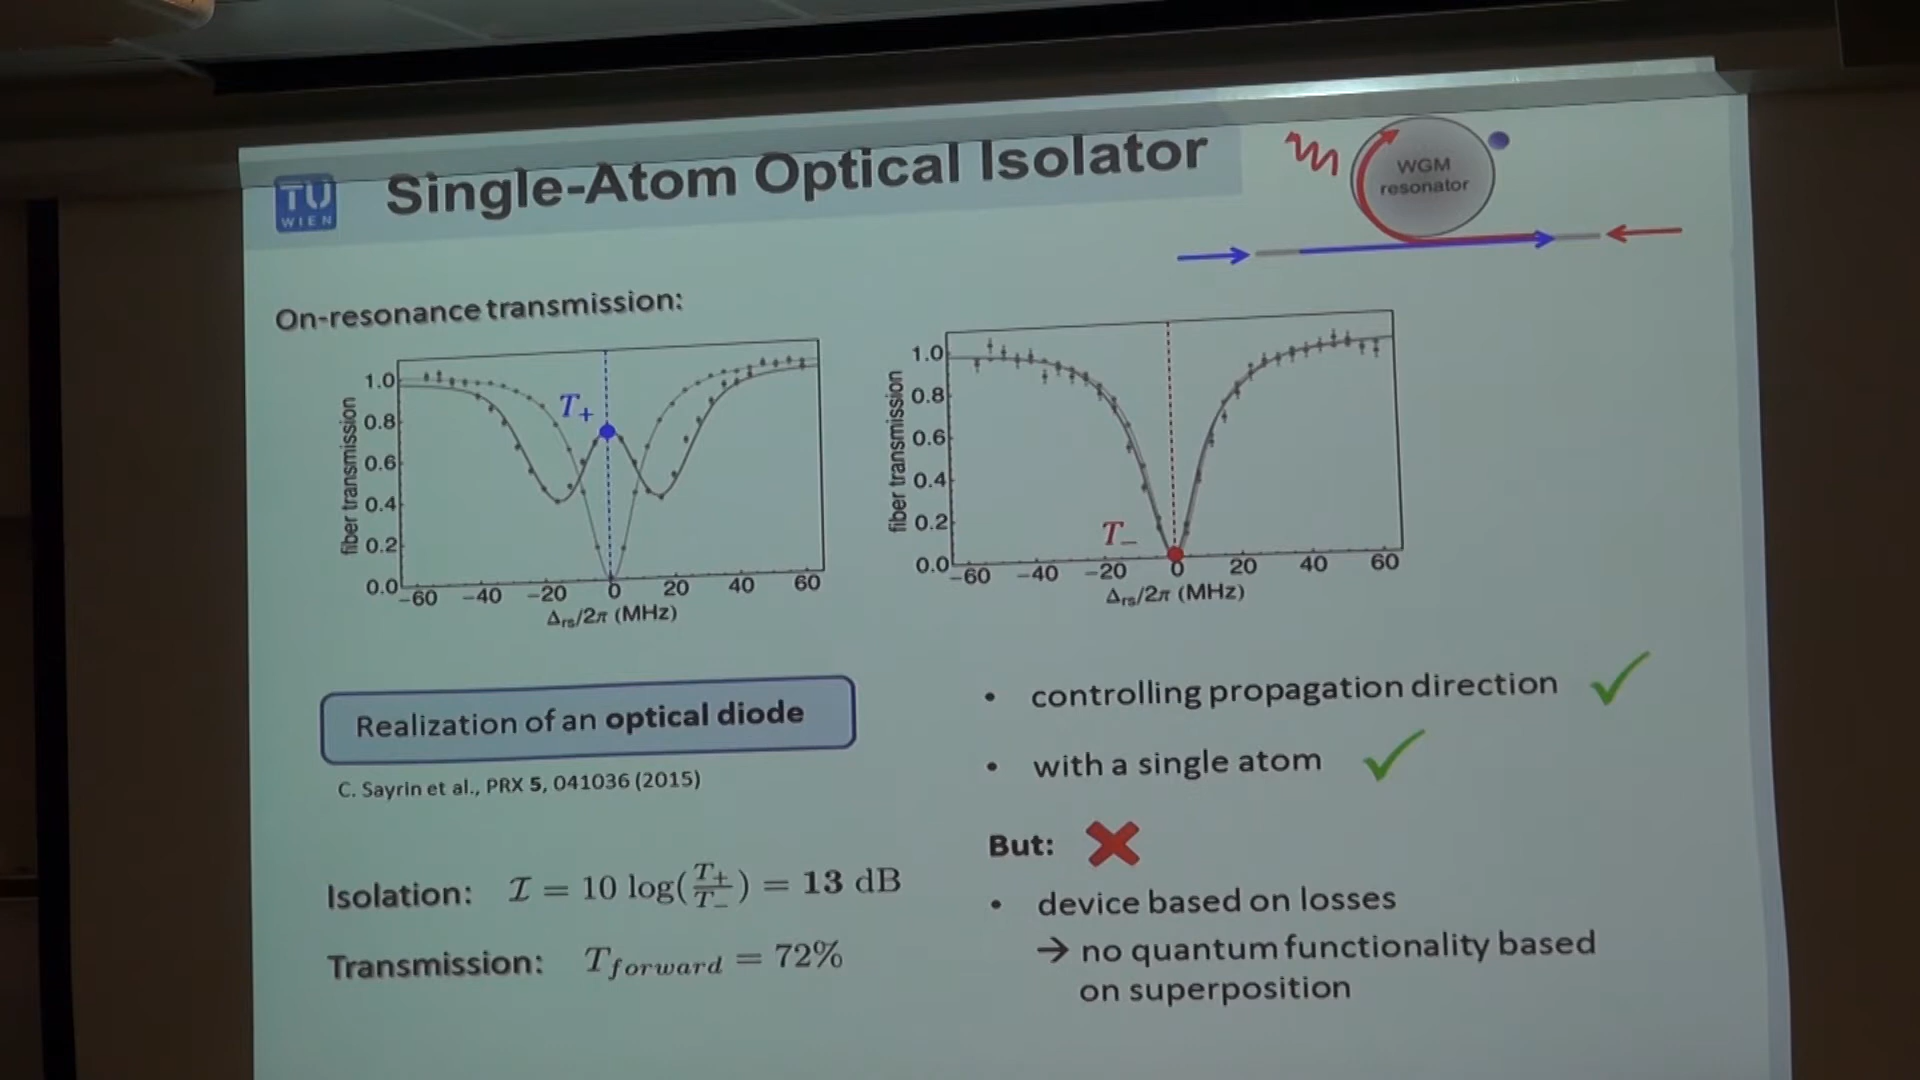 TU
WIEN
Single-Atom Optical Isolator
WGM
resonator
On-resonance transmission:
fiber transmission
1.0
0.8
0.6
0.4
0.2
0.0
T+
−60 −40 −20 0 20 40 60
Δrs/2π (MHz)
fiber transmission
1.0
0.8
0.6
0.4
0.2
0.0
T−
−60 −40 −20 0 20 40 60
Δrs/2π (MHz)
Realization of an optical diode
C. Sayrin et al., PRX 5, 041036 (2015)
Isolation: I = 10 log(T+/T−) = 13 dB
Transmission: Tforward = 72%
• controlling propagation direction ✓
• with a single atom ✓
But: ✗
• device based on losses
→ no quantum functionality based
on superposition